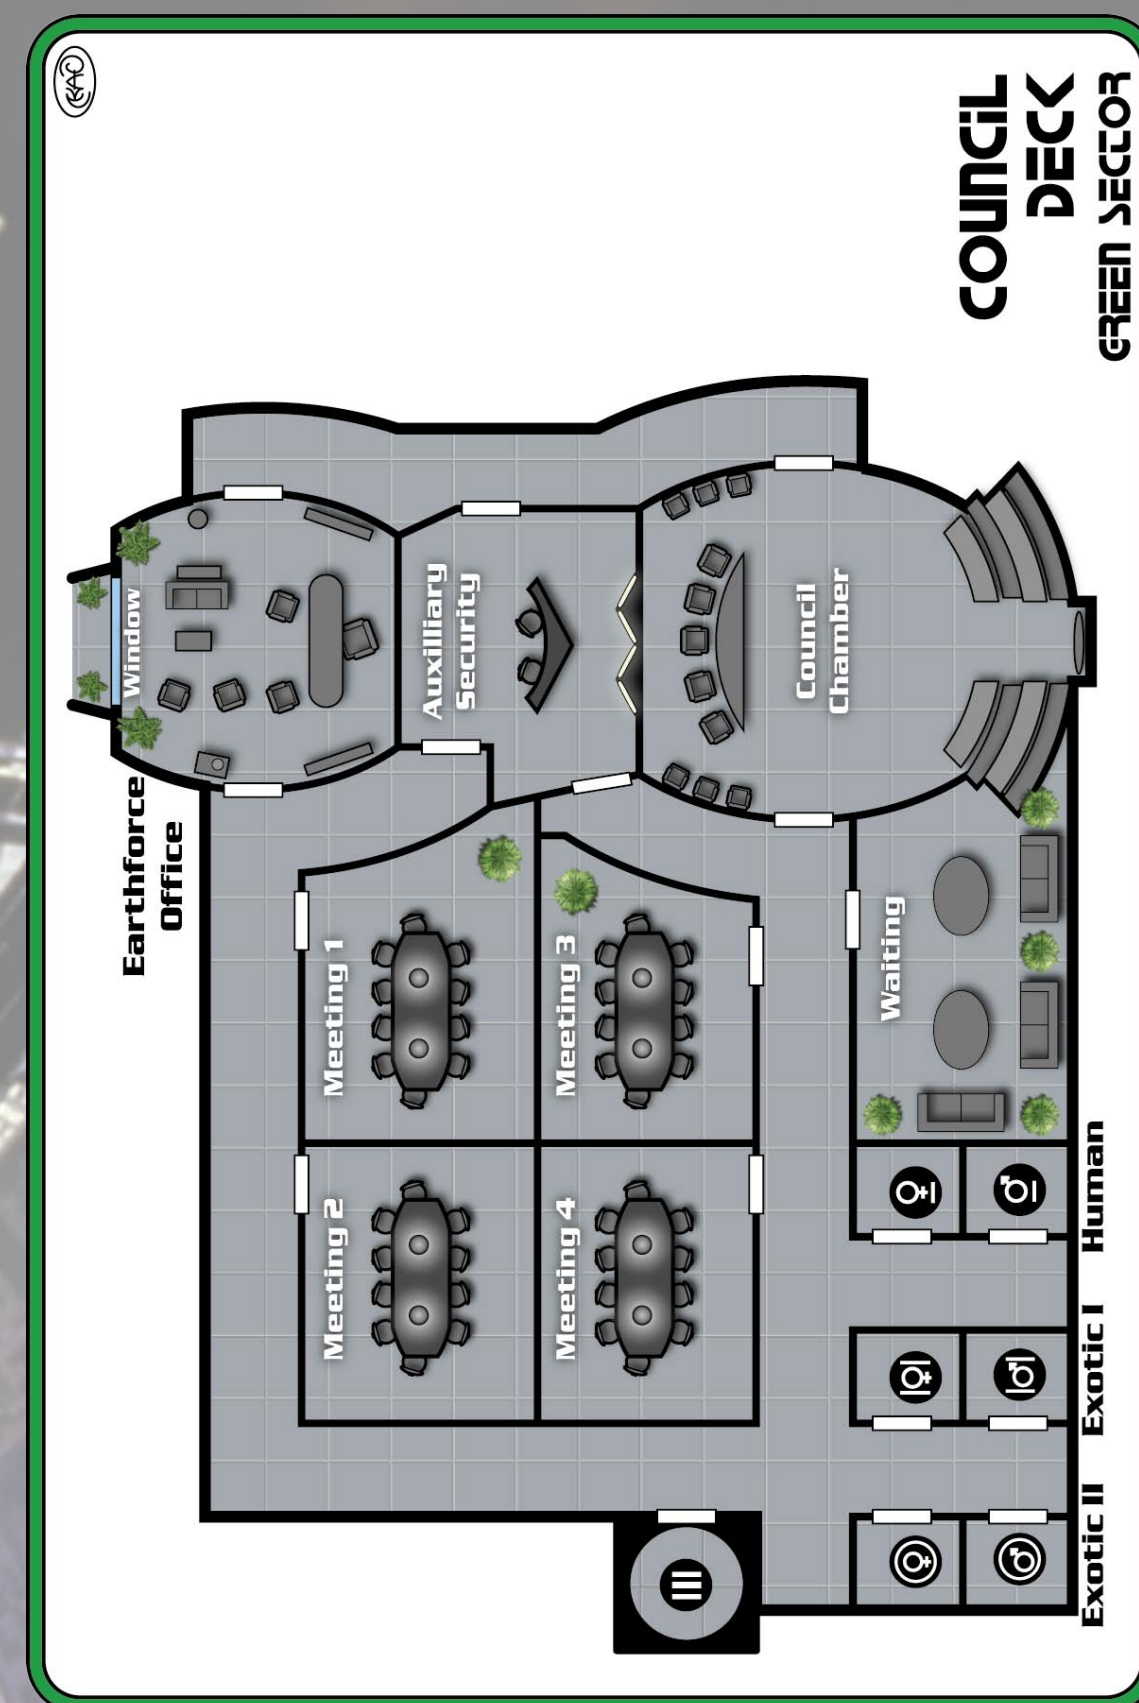 COUNCiL
DECK
GREEN SECTOR
Window
Earthforce
Office
Auxilliary
Security
Council
Chamber
Meeting 1
Meeting 3
Waiting
Meeting 2
Meeting 4
Human
Exotic I
Exotic II